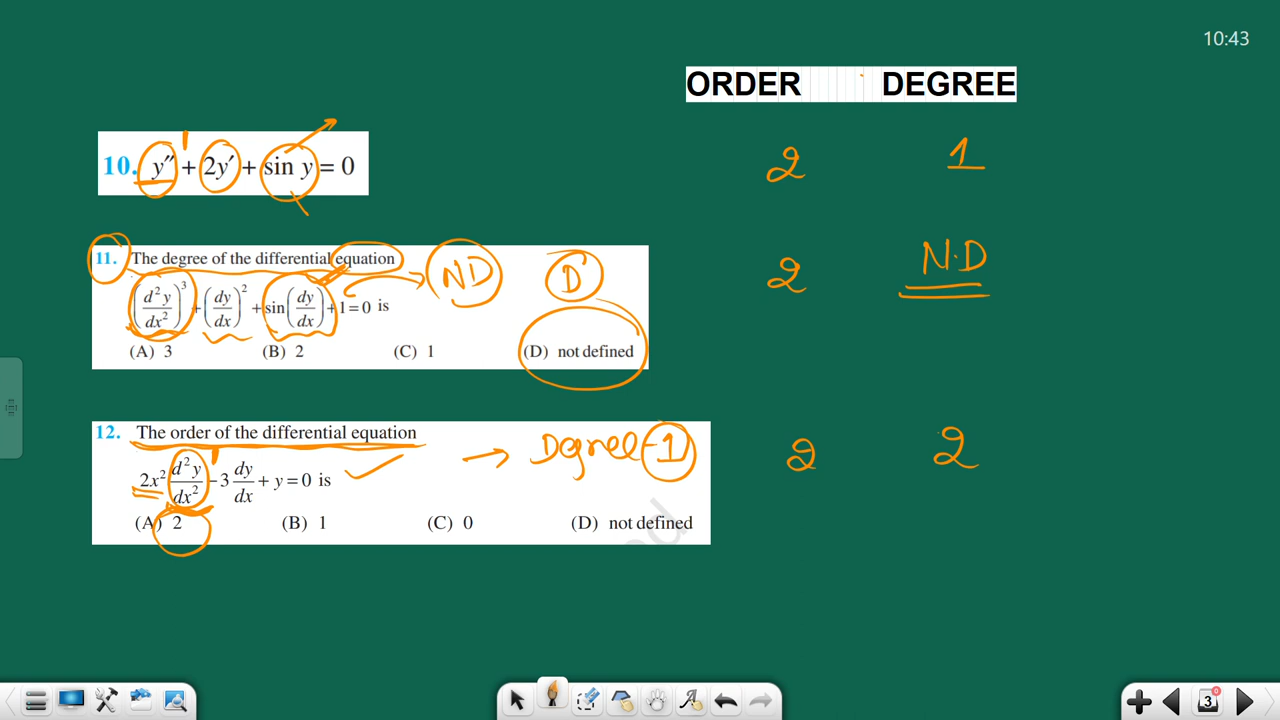 10:43
ORDER DEGREE
10. y″ + 2y′ + sin y = 0
2 1
11. The degree of the differential equation
(d²y/dx²)³ + (dy/dx)² + sin(dy/dx) + 1 = 0 is
ND D
2 N.D
(A) 3 (B) 2 (C) 1 (D) not defined
12. The order of the differential equation
→ Degree-1
2 2
2x² d²y/dx² − 3 dy/dx + y = 0 is
(A) 2 (B) 1 (C) 0 (D) not defined
3